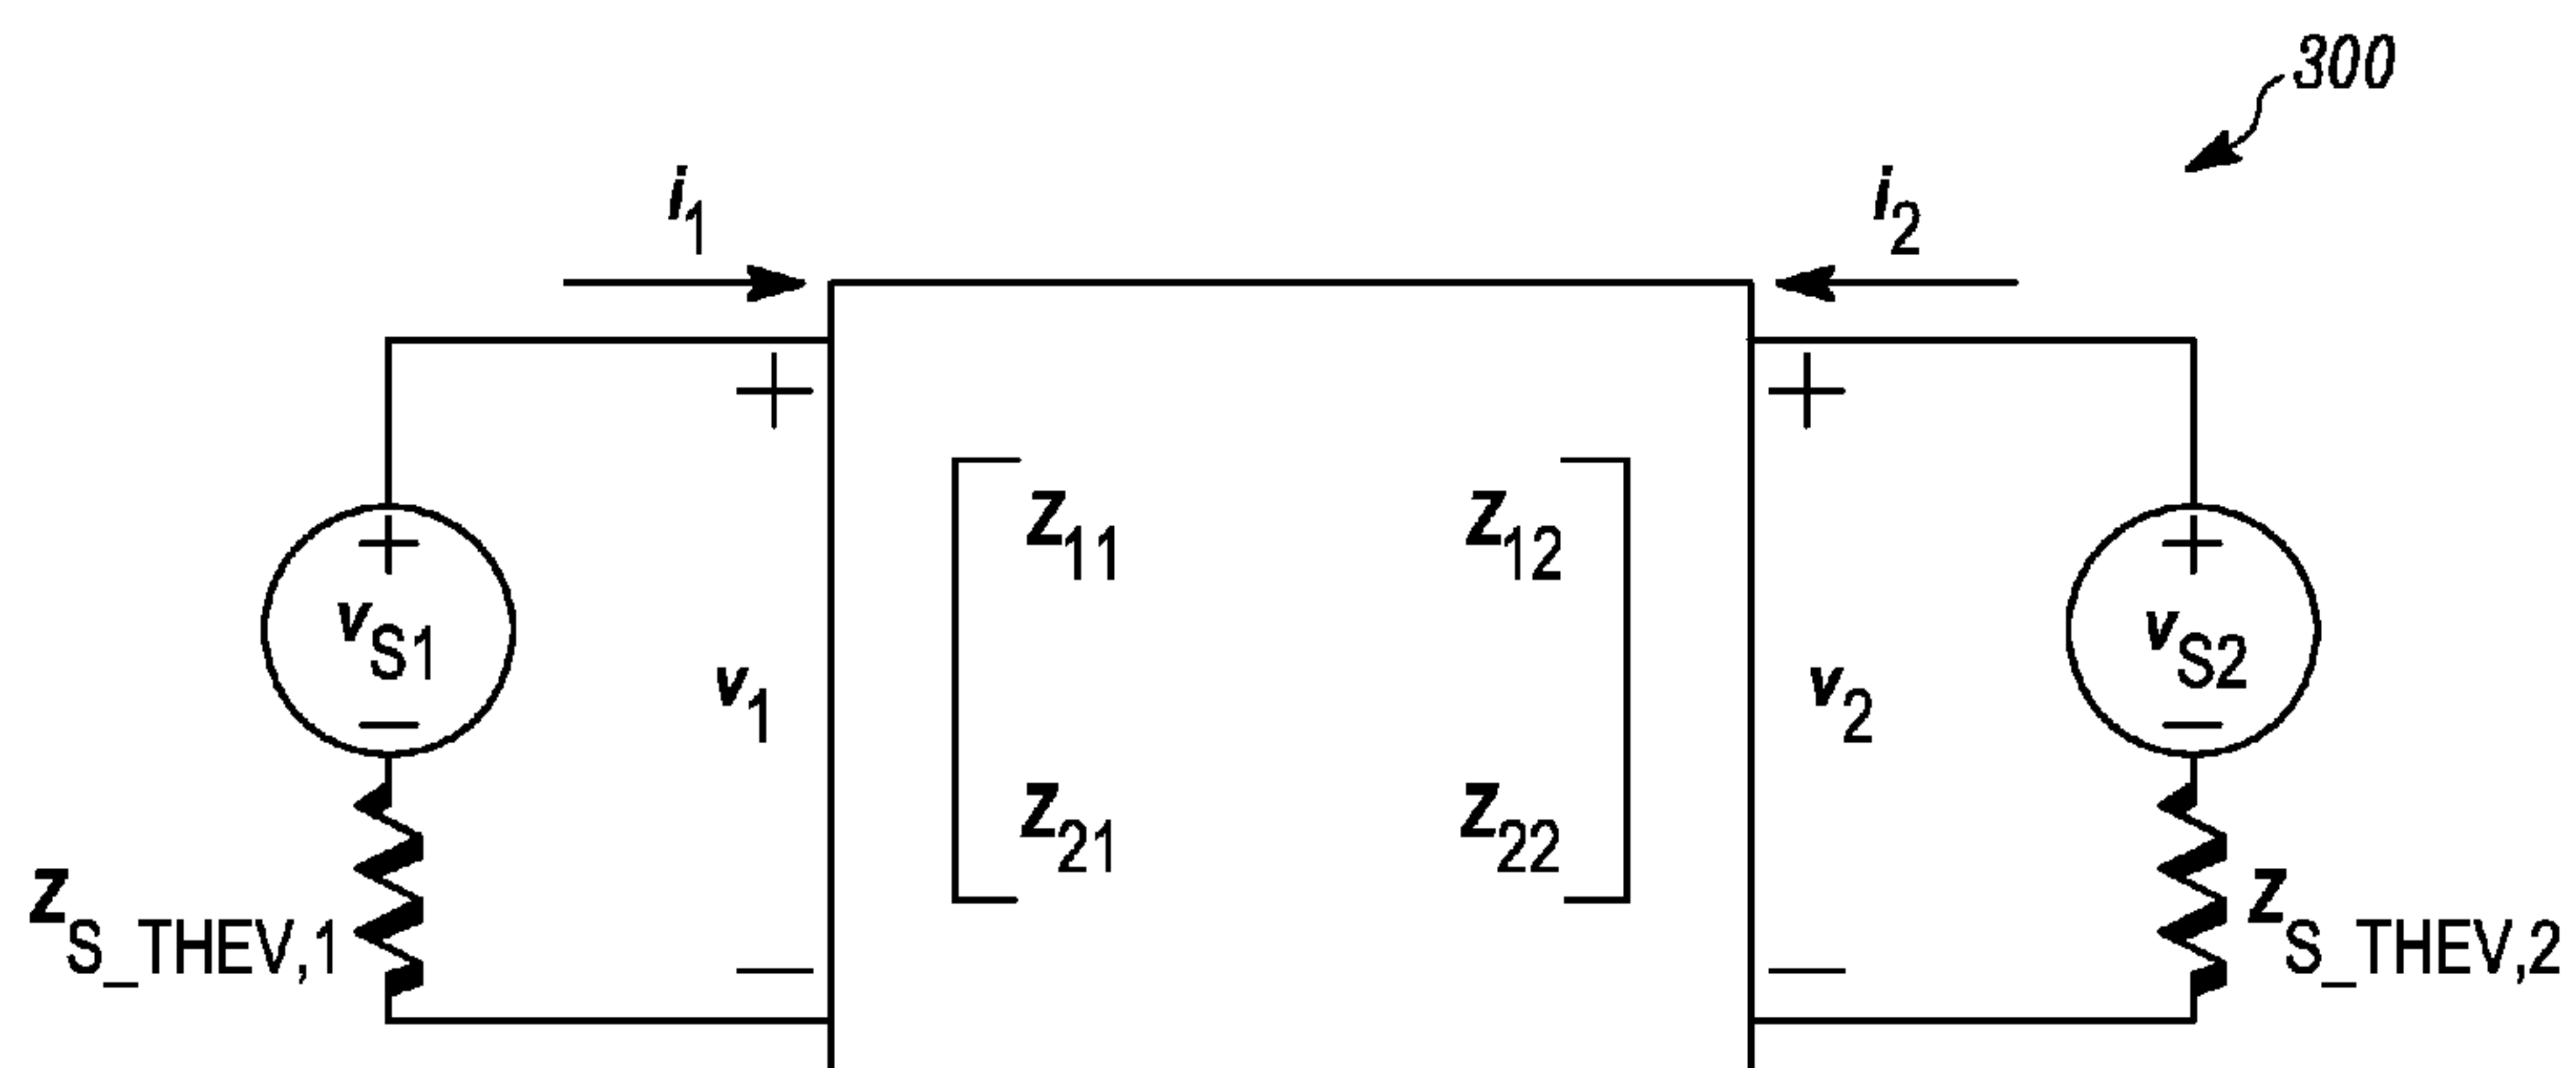 300
i1 i2
+ +
Z11 Z12
+ +
vS1 vS2
v1 v2
− −
Z21 Z22
ZS_THEV,1 ZS_THEV,2
− −